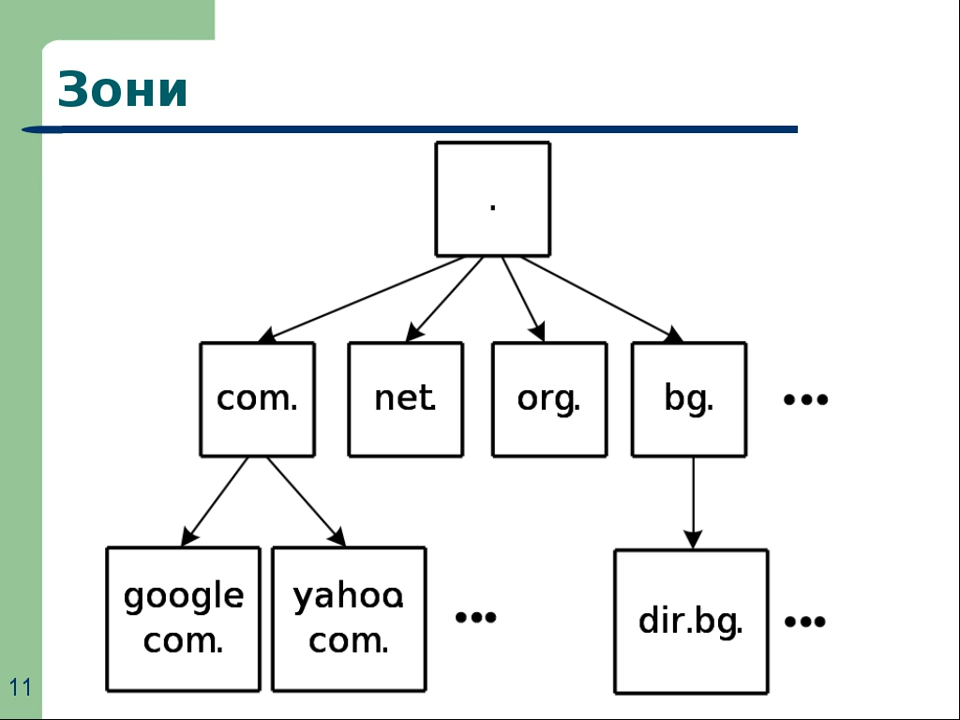 Зони
.
com.
net.
org.
bg.
•••
google.
com.
yahoo.
com.
•••
dir.bg.
•••
11